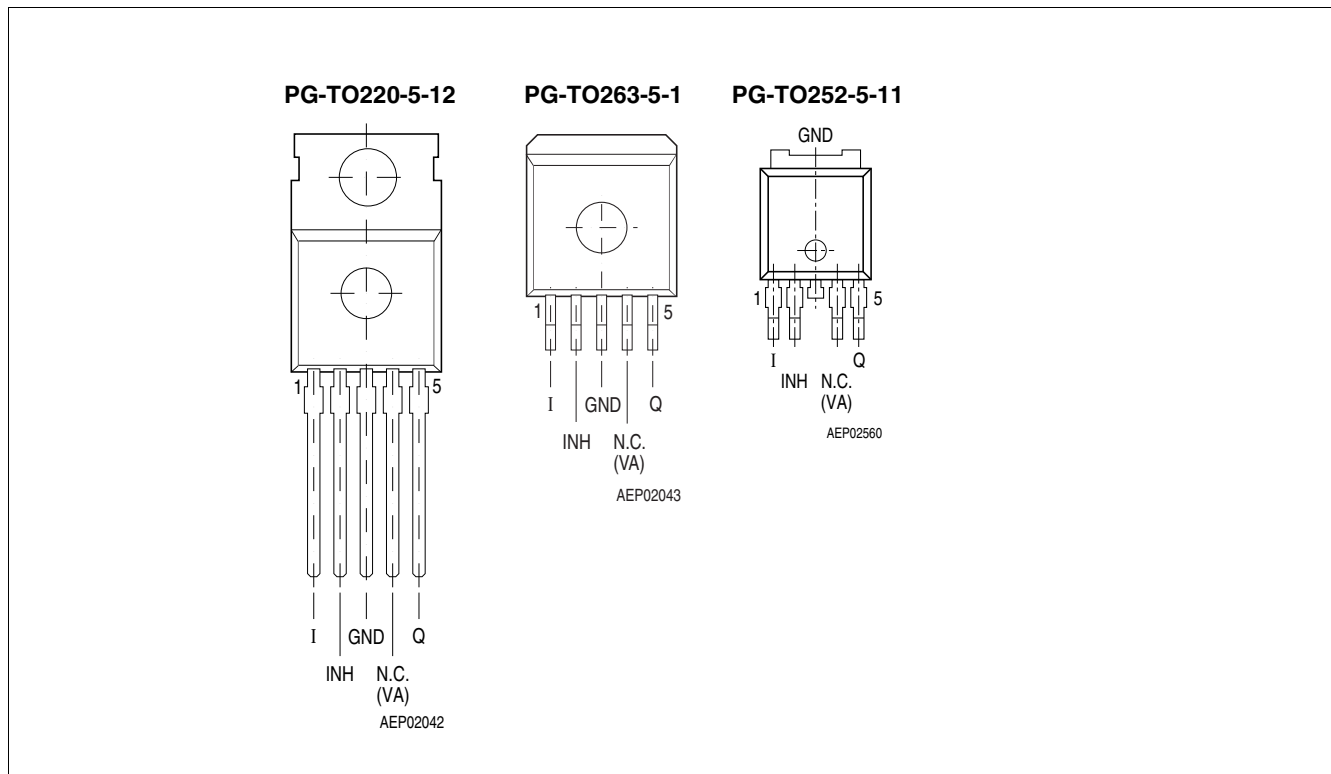 PG-TO220-5-12
1 5
I GND Q
INH N.C.
(VA)
AEP02042
PG-TO263-5-1
1 5
I GND Q
INH N.C.
(VA)
AEP02043
PG-TO252-5-11
GND
1 5
I Q
INH N.C.
(VA)
AEP02560